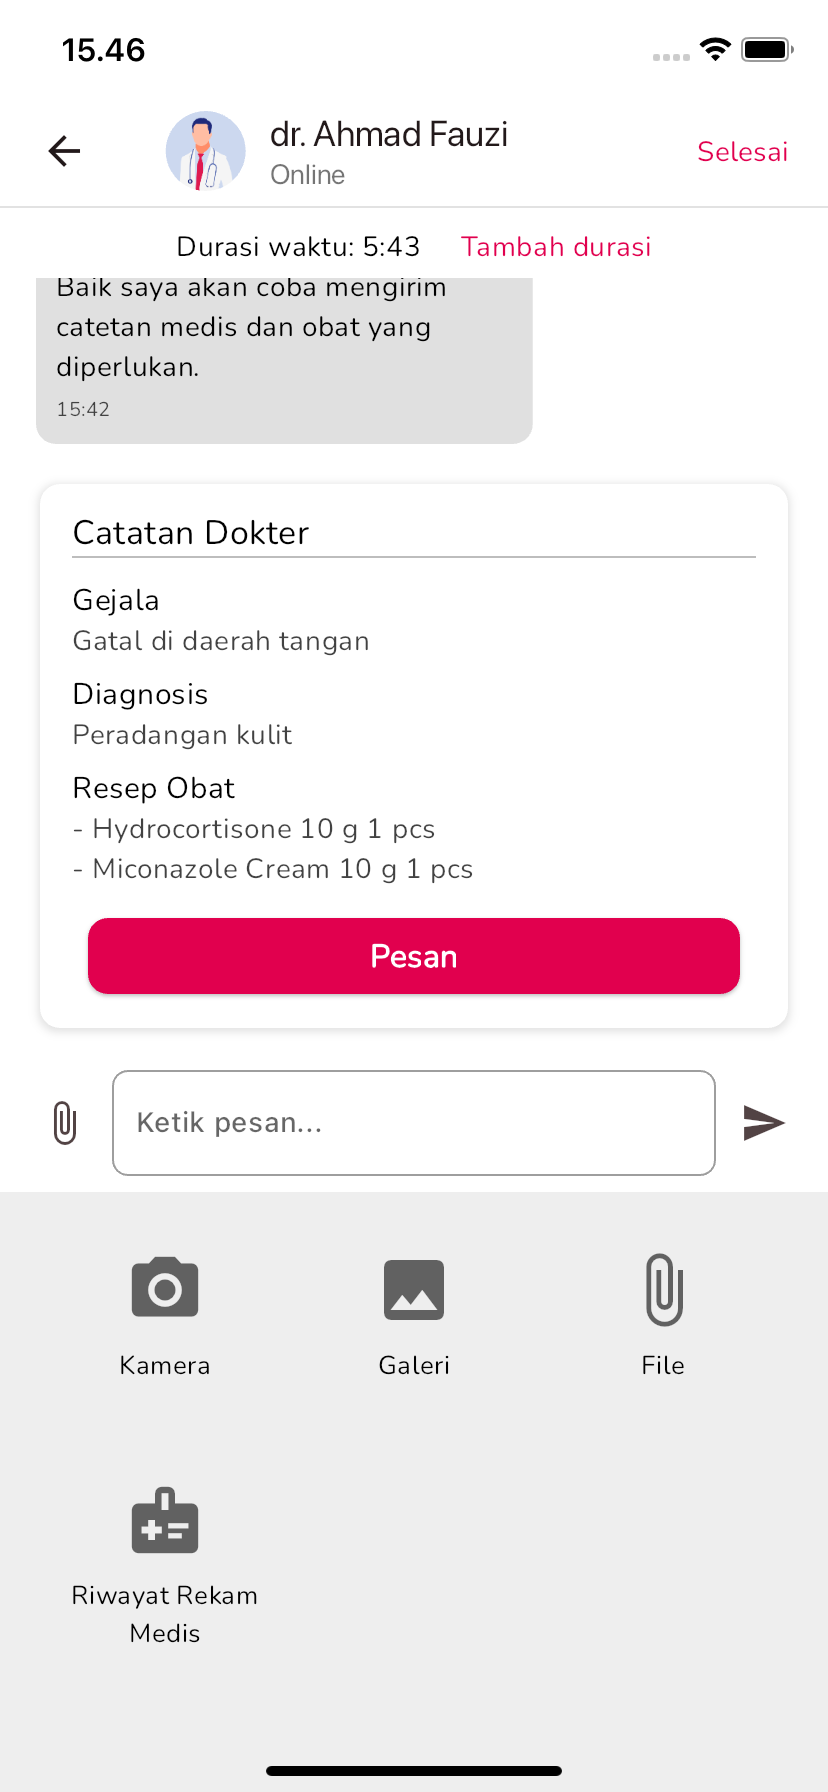 15.46
dr. Ahmad Fauzi
Online
Selesai
Durasi waktu: 5:43 Tambah durasi
Baik saya akan coba mengirim
catetan medis dan obat yang
diperlukan.
15:42
Catatan Dokter
Gejala
Gatal di daerah tangan
Diagnosis
Peradangan kulit
Resep Obat
- Hydrocortisone 10 g 1 pcs
- Miconazole Cream 10 g 1 pcs
Pesan
Ketik pesan...
Kamera
Galeri
File
Riwayat Rekam
Medis